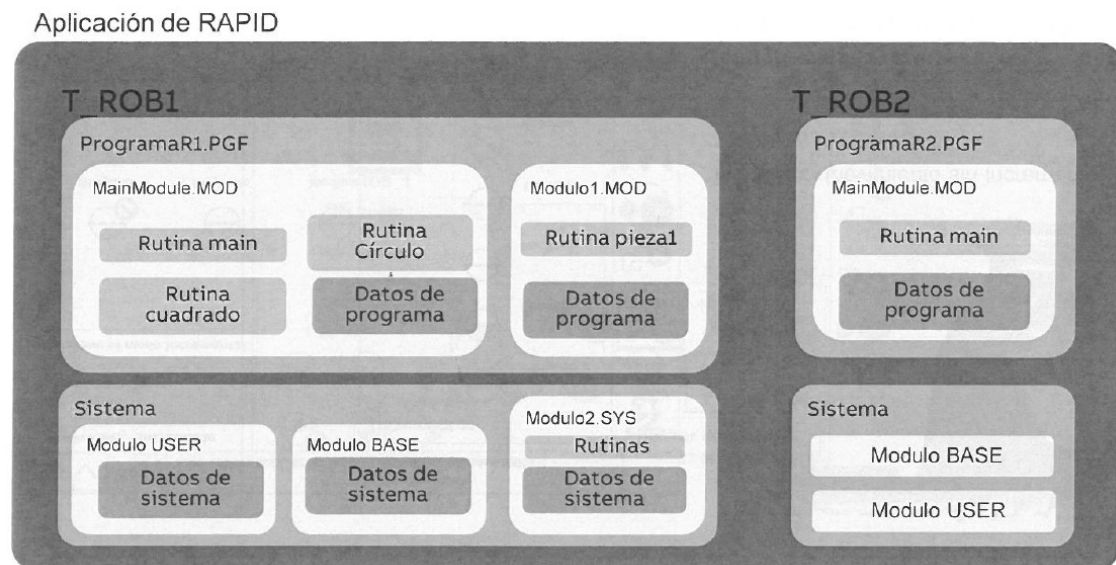 Aplicación de RAPID
T_ROB1
ProgramaR1.PGF
MainModule.MOD
Rutina main
Rutina
Círculo
Rutina
cuadrado
Datos de
programa
Modulo1.MOD
Rutina pieza1
Datos de
programa
Sistema
Modulo USER
Datos de
sistema
Modulo BASE
Datos de
sistema
Modulo2.SYS
Rutinas
Datos de
sistema
T_ROB2
ProgramaR2.PGF
MainModule.MOD
Rutina main
Datos de
programa
Sistema
Modulo BASE
Modulo USER